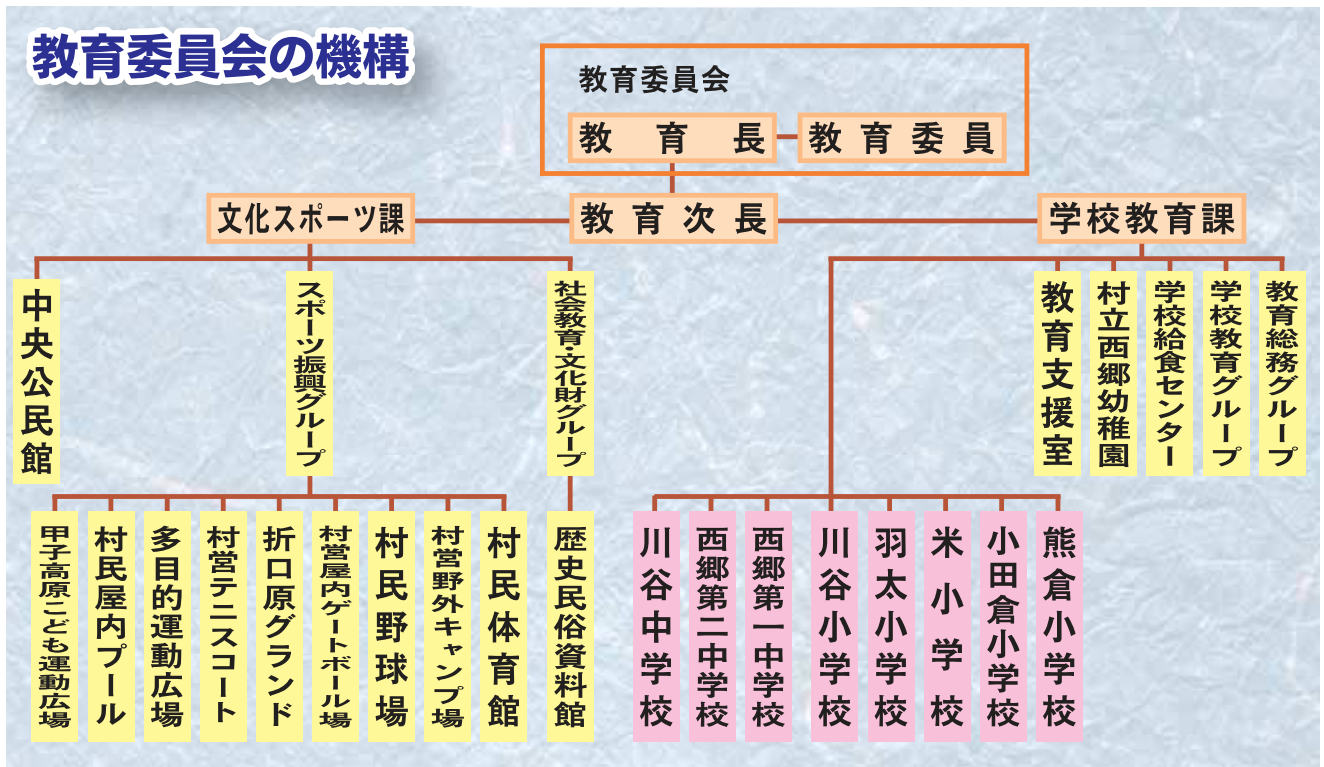 教育委員会の機構
教育委員会
教育長
教育委員
文化スポーツ課
教育次長
学校教育課
中央公民館
スポーツ振興グループ
社会教育・文化財グループ
教育支援室
村立西郷幼稚園
学校給食センター
学校教育グループ
教育総務グループ
甲子高原こども運動広場
村民屋内プール
多目的運動広場
村営テニスコート
折口原グランド
村営屋内ゲートボール場
村民野球場
村営野外キャンプ場
村民体育館
歴史民俗資料館
川谷中学校
西郷第二中学校
西郷第一中学校
川谷小学校
羽太小学校
米小学校
小田倉小学校
熊倉小学校